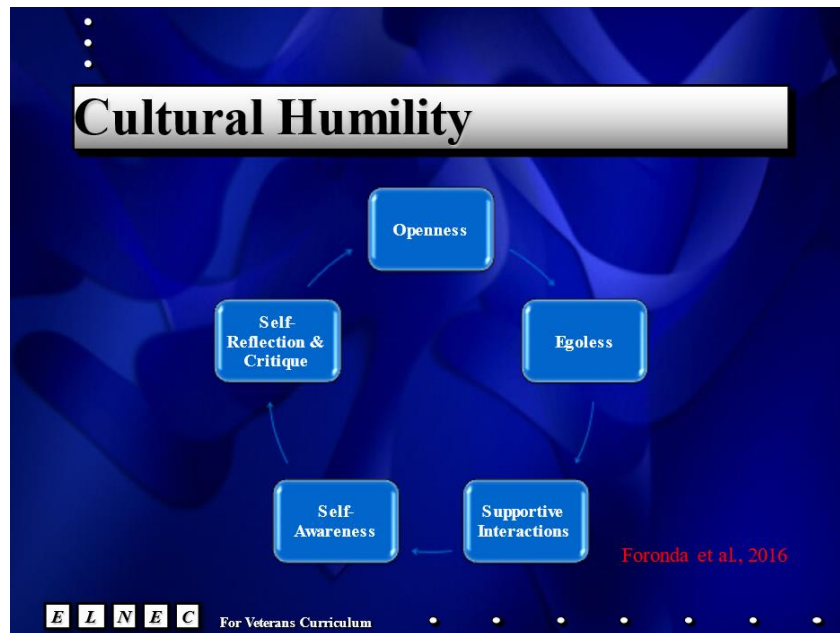 Cultural Humility
Openness
Egoless
Supportive
Interactions
Self-
Awareness
Self-
Reflection &
Critique
Foronda et al., 2016
E L N E C For Veterans Curriculum